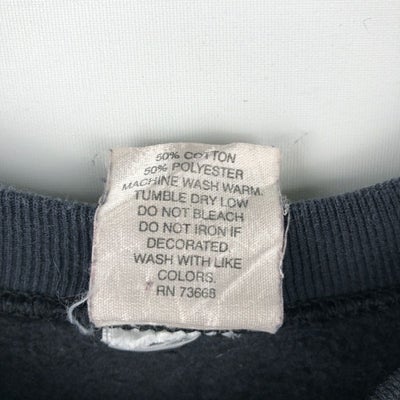 50% COTTON
50% POLYESTER
MACHINE WASH WARM.
TUMBLE DRY LOW
DO NOT BLEACH
DO NOT IRON IF
DECORATED
WASH WITH LIKE
COLORS.
RN 73668